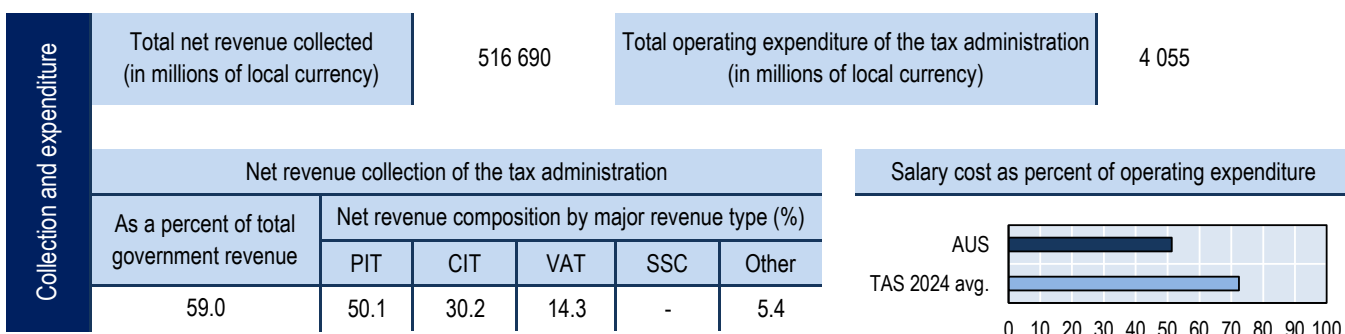 Collection and expenditure
Total net revenue collected
(in millions of local currency)
516 690
Total operating expenditure of the tax administration
(in millions of local currency)
4 055
Net revenue collection of the tax administration
As a percent of total
government revenue
Net revenue composition by major revenue type (%)
PIT CIT VAT SSC Other
59.0 50.1 30.2 14.3 - 5.4
Salary cost as percent of operating expenditure
AUS
TAS 2024 avg.
0 10 20 30 40 50 60 70 80 90 100